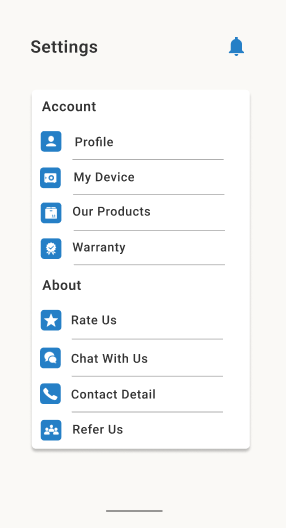 Settings
Account
Profile
My Device
Our Products
Warranty
About
Rate Us
Chat With Us
Contact Detail
Refer Us